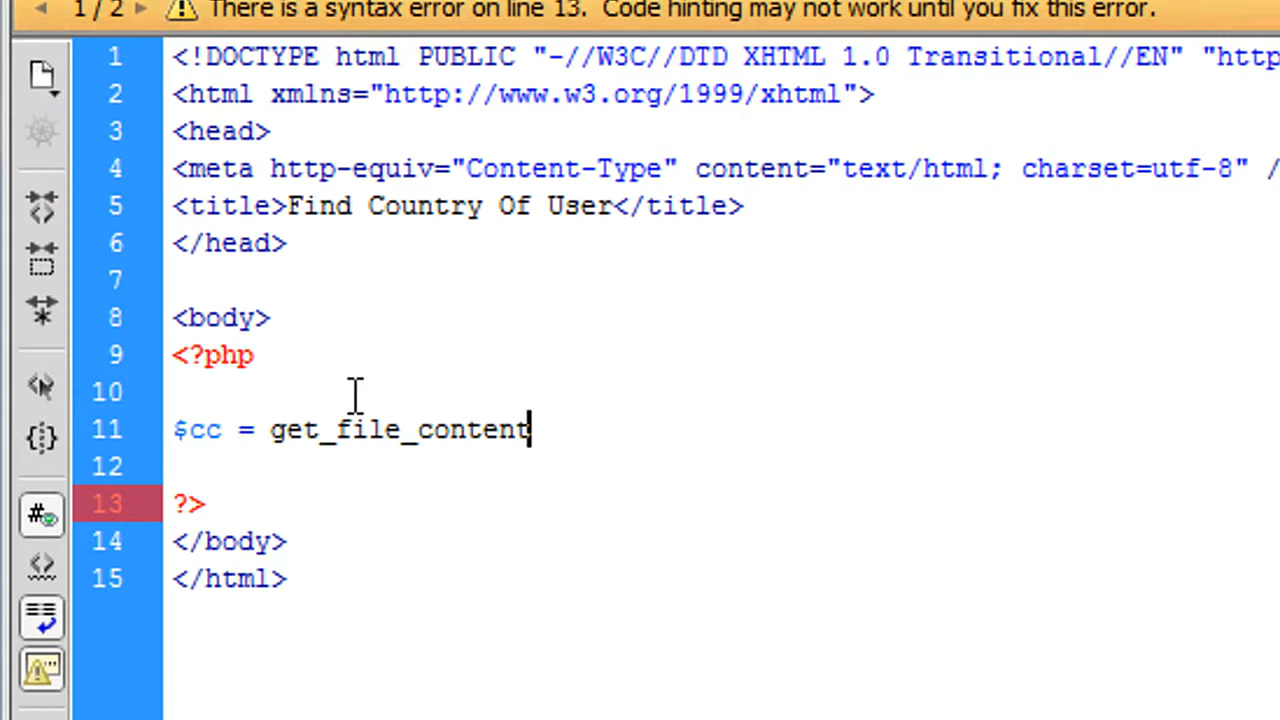 1 / 2 There is a syntax error on line 13. Code hinting may not work until you fix this error.
1 <!DOCTYPE html PUBLIC "-//W3C//DTD XHTML 1.0 Transitional//EN" "http
2 <html xmlns="http://www.w3.org/1999/xhtml">
3 <head>
4 <meta http-equiv="Content-Type" content="text/html; charset=utf-8" /
5 <title>Find Country Of User</title>
6 </head>
7
8 <body>
9 <?php
10
11 $cc = get_file_content
12
13 ?>
14 </body>
15 </html>